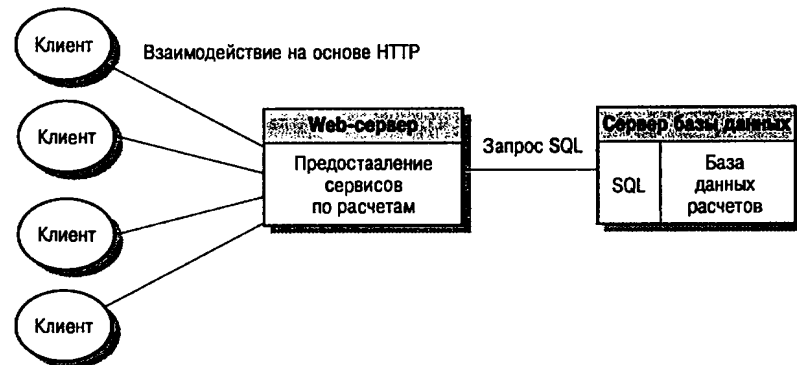 Клиент
Взаимодействие на основе HTTP
Клиент
Клиент
Клиент
Web-сервер
Предостааление
сервисов
по расчетам
Запрос SQL
Сервер базы данных
SQL
База
данных
расчетов